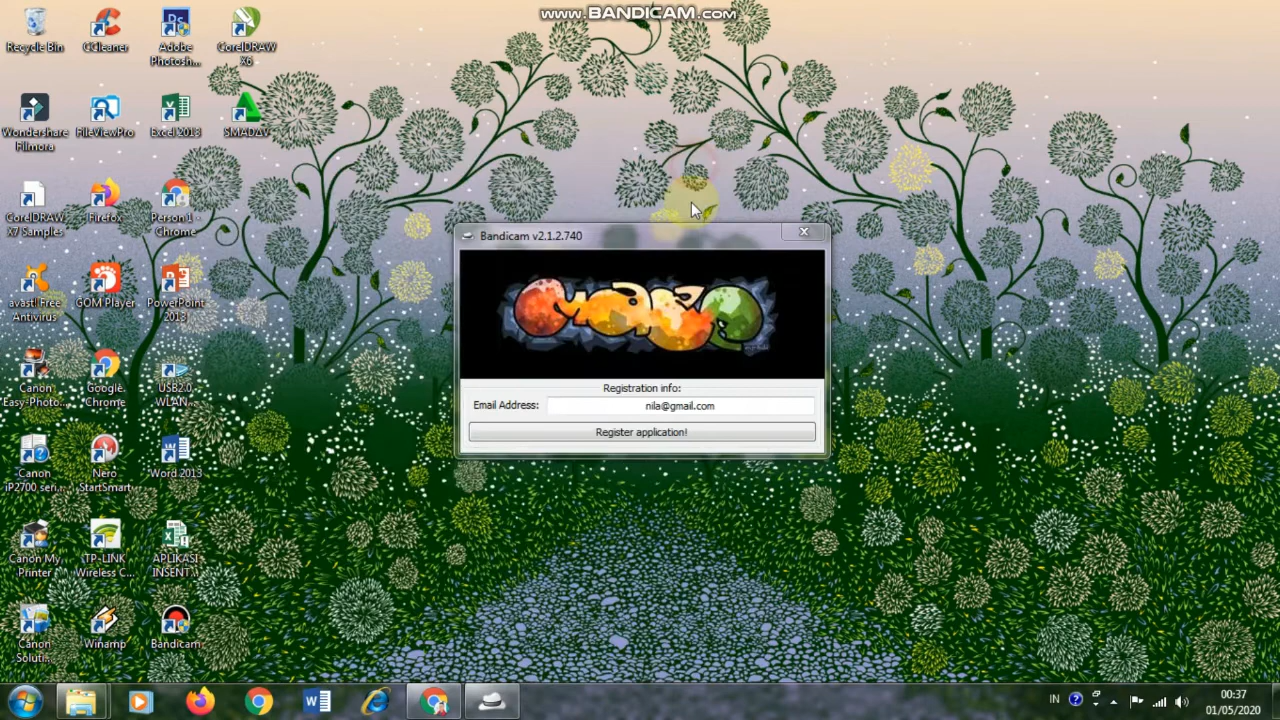 www.BANDICAM.com
Recycle Bin
CCleaner
Adobe
Photosh...
CorelDRAW
X6
Wondershare
Filmora
FileViewPro
Excel 2013
SMADAV
CorelDRAW
X7 Samples
Firefox
Person 1 -
Chrome
avast! Free
Antivirus
GOM Player
PowerPoint
2013
Canon
Easy-Photo...
Google
Chrome
USB2.0
WLAN...
Canon
iP2700 seri...
Nero
StartSmart
Word 2013
Canon My
Printer
TP-LINK
Wireless C...
APLIKASI
INSENT...
Canon
Soluti...
Winamp
Bandicam
Bandicam v2.1.2.740
Registration info:
Email Address:
nila@gmail.com
Register application!
IN
00:37
01/05/2020